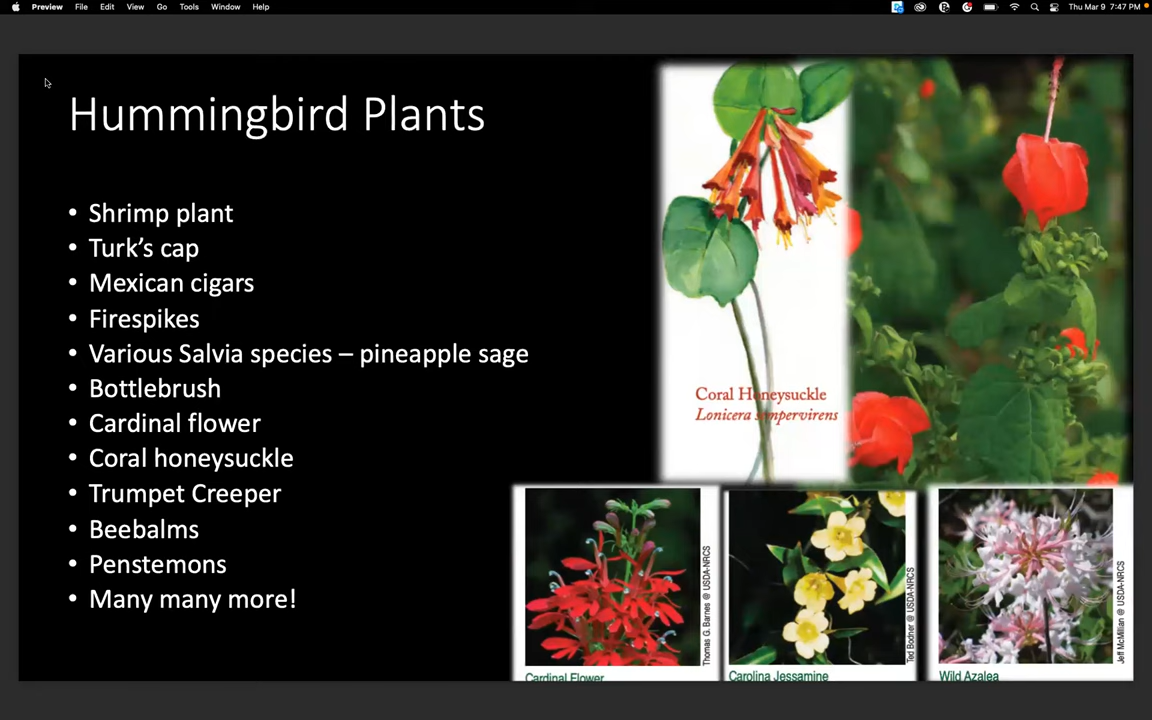 Preview File Edit View Go Tools Window Help Thu Mar 9 7:47 PM
Hummingbird Plants
• Shrimp plant
• Turk's cap
• Mexican cigars
• Firespikes
• Various Salvia species – pineapple sage
• Bottlebrush
• Cardinal flower
• Coral honeysuckle
• Trumpet Creeper
• Beebalms
• Penstemons
• Many many more!
Coral Honeysuckle
Lonicera sempervirens
Thomas G. Barnes @ USDA-NRCS
Cardinal Flower
Ted Bodner @ USDA-NRCS
Carolina Jessamine
Jeff McMillian @ USDA-NRCS
Wild Azalea